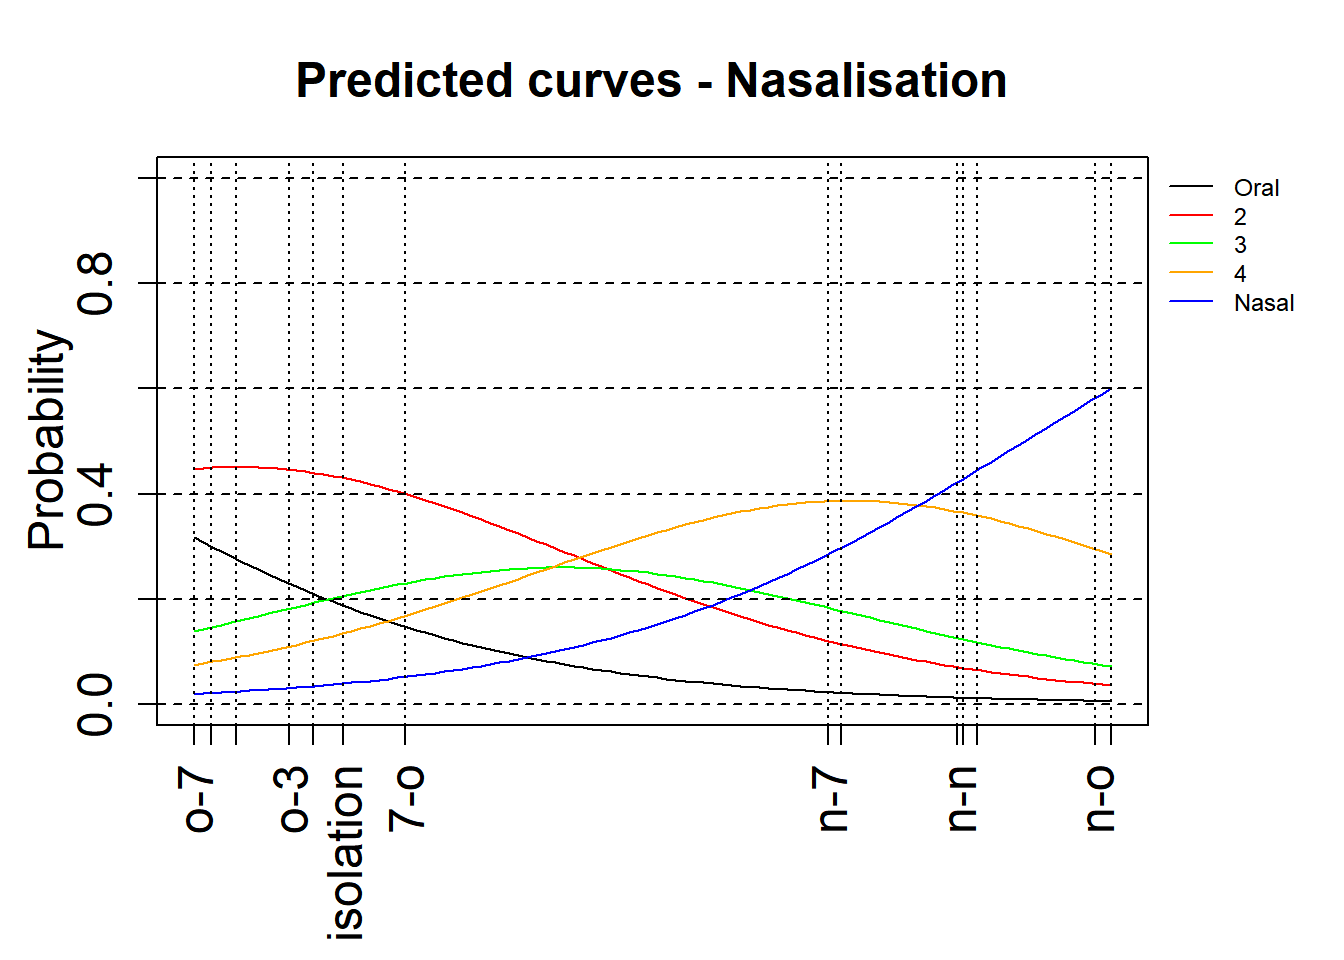 Predicted curves - Nasalisation
Probability
0.0
0.4
0.8
o-7
o-3
isolation
7-o
n-7
n-n
n-o
Oral
2
3
4
Nasal